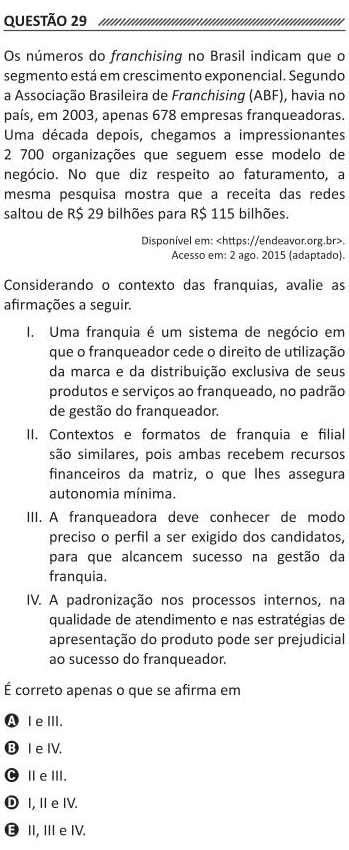 QUESTÃO 29
Os números do franchising no Brasil indicam que o
segmento está em crescimento exponencial. Segundo
a Associação Brasileira de Franchising (ABF), havia no
país, em 2003, apenas 678 empresas franqueadoras.
Uma década depois, chegamos a impressionantes
2 700 organizações que seguem esse modelo de
negócio. No que diz respeito ao faturamento, a
mesma pesquisa mostra que a receita das redes
saltou de R$ 29 bilhões para R$ 115 bilhões.
Disponível em: <https://endeavor.org.br>.
Acesso em: 2 ago. 2015 (adaptado).
Considerando o contexto das franquias, avalie as
afirmações a seguir.
I. Uma franquia é um sistema de negócio em
que o franqueador cede o direito de utilização
da marca e da distribuição exclusiva de seus
produtos e serviços ao franqueado, no padrão
de gestão do franqueador.
II. Contextos e formatos de franquia e filial
são similares, pois ambas recebem recursos
financeiros da matriz, o que lhes assegura
autonomia mínima.
III. A franqueadora deve conhecer de modo
preciso o perfil a ser exigido dos candidatos,
para que alcancem sucesso na gestão da
franquia.
IV. A padronização nos processos internos, na
qualidade de atendimento e nas estratégias de
apresentação do produto pode ser prejudicial
ao sucesso do franqueador.
É correto apenas o que se afirma em
A I e III.
B I e IV.
C II e III.
D I, II e IV.
E II, III e IV.